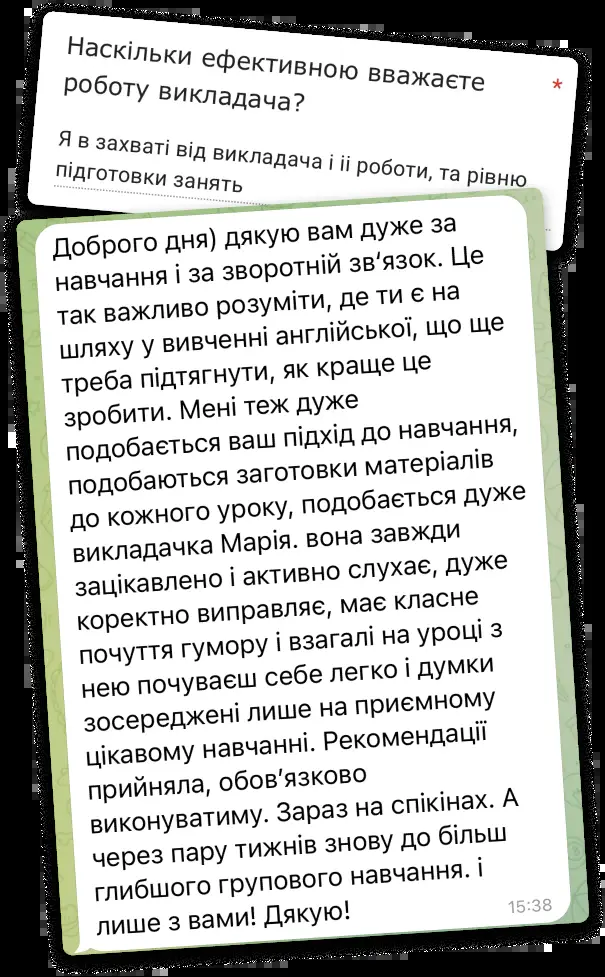 Наскільки ефективною вважаєте *
роботу викладача?
Я в захваті від викладача і іі роботи, та рівню
підготовки занять
Доброго дня) дякую вам дуже за
навчання і за зворотній зв‘язок. Це
так важливо розуміти, де ти є на
шляху у вивченні англійської, що ще
треба підтягнути, як краще це
зробити. Мені теж дуже
подобається ваш підхід до навчання,
подобаються заготовки матеріалів
до кожного уроку, подобається дуже
викладачка Марія. вона завжди
зацікавлено і активно слухає, дуже
коректно виправляє, має класне
почуття гумору і взагалі на уроці з
нею почуваєш себе легко і думки
зосереджені лише на приємному
цікавому навчанні. Рекомендації
прийняла, обов’язково
виконуватиму. Зараз на спікінах. А
через пару тижнів знову до більш
глибшого групового навчання. і
лише з вами! Дякую!
15:38